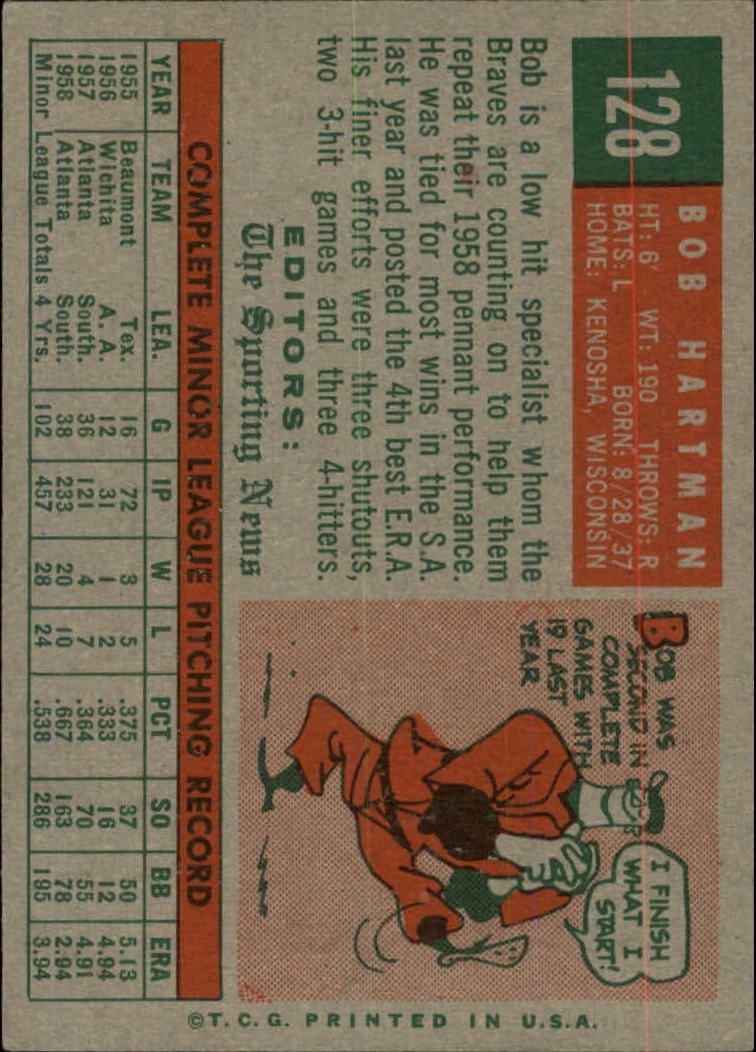 128
BOB HARTMAN
HT: 6' WT: 190 THROWS: R
BATS: L BORN: 8/28/37
HOME: KENOSHA, WISCONSIN
Bob is a low hit specialist whom the
Braves are counting on to help them
repeat their 1958 pennant performance.
He was tied for most wins in the S.A.
last year and posted the 4th best E.R.A.
His finer efforts were three shutouts,
two 3-hit games and three 4-hitters.
EDITORS:
The Sporting News
BOB WAS
SECOND IN
COMPLETE
GAMES WITH
19 LAST
YEAR
I FINISH
WHAT I
START!
COMPLETE MINOR LEAGUE PITCHING RECORD
YEAR TEAM LEA. G IP W L PCT SO BB ERA
1955 Beaumont Tex. 16 72 3 5 .375 37 50 5.13
1956 Wichita A. A. 12 31 1 2 .333 16 12 4.94
1957 Atlanta South. 36 121 4 7 .364 70 55 4.91
1958 Atlanta South. 38 233 20 10 .667 163 78 2.94
Minor League Totals 4 Yrs. 102 457 28 24 .538 286 195 3.94
©T.C.G. PRINTED IN U.S.A.